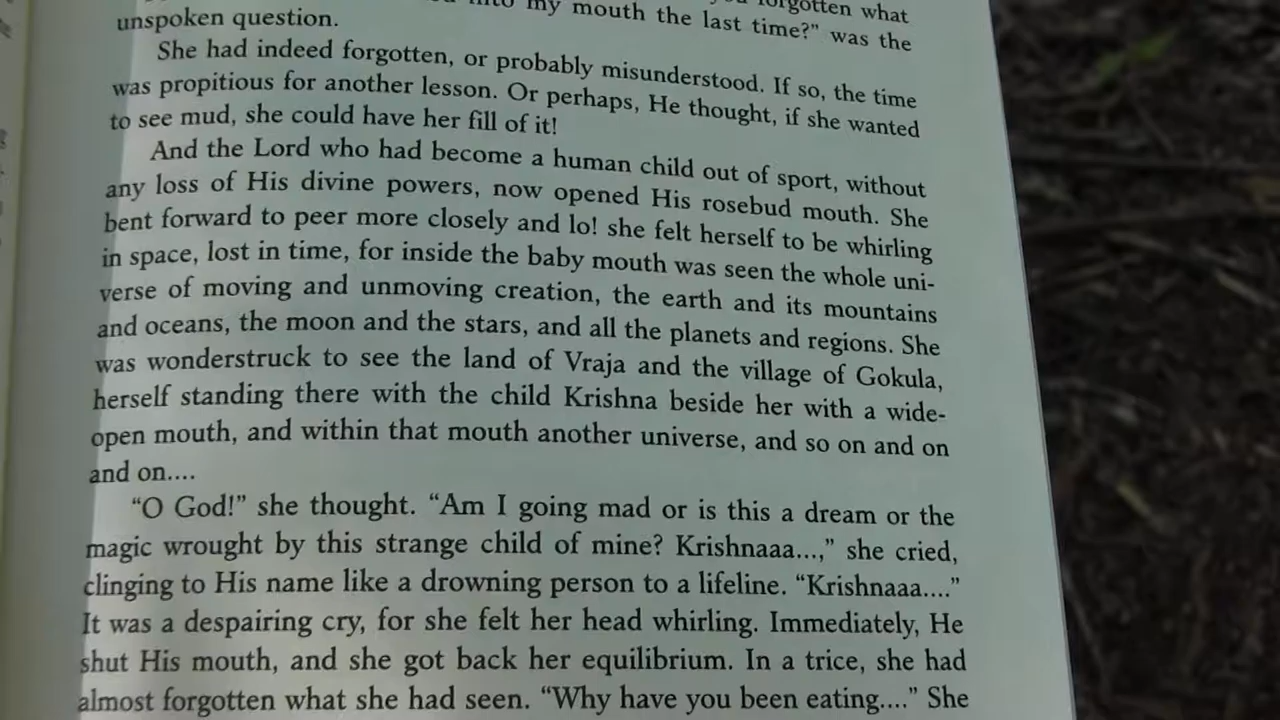 forgotten what
my mouth the last time?” was the
unspoken question.
She had indeed forgotten, or probably misunderstood. If so, the time
was propitious for another lesson. Or perhaps, He thought, if she wanted
to see mud, she could have her fill of it!
And the Lord who had become a human child out of sport, without
any loss of His divine powers, now opened His rosebud mouth. She
bent forward to peer more closely and lo! she felt herself to be whirling
in space, lost in time, for inside the baby mouth was seen the whole uni-
verse of moving and unmoving creation, the earth and its mountains
and oceans, the moon and the stars, and all the planets and regions. She
was wonderstruck to see the land of Vraja and the village of Gokula,
herself standing there with the child Krishna beside her with a wide-
open mouth, and within that mouth another universe, and so on and on
and on....
“O God!” she thought. “Am I going mad or is this a dream or the
magic wrought by this strange child of mine? Krishnaaa...,” she cried,
clinging to His name like a drowning person to a lifeline. “Krishnaaa....”
It was a despairing cry, for she felt her head whirling. Immediately, He
shut His mouth, and she got back her equilibrium. In a trice, she had
almost forgotten what she had seen. “Why have you been eating....” She